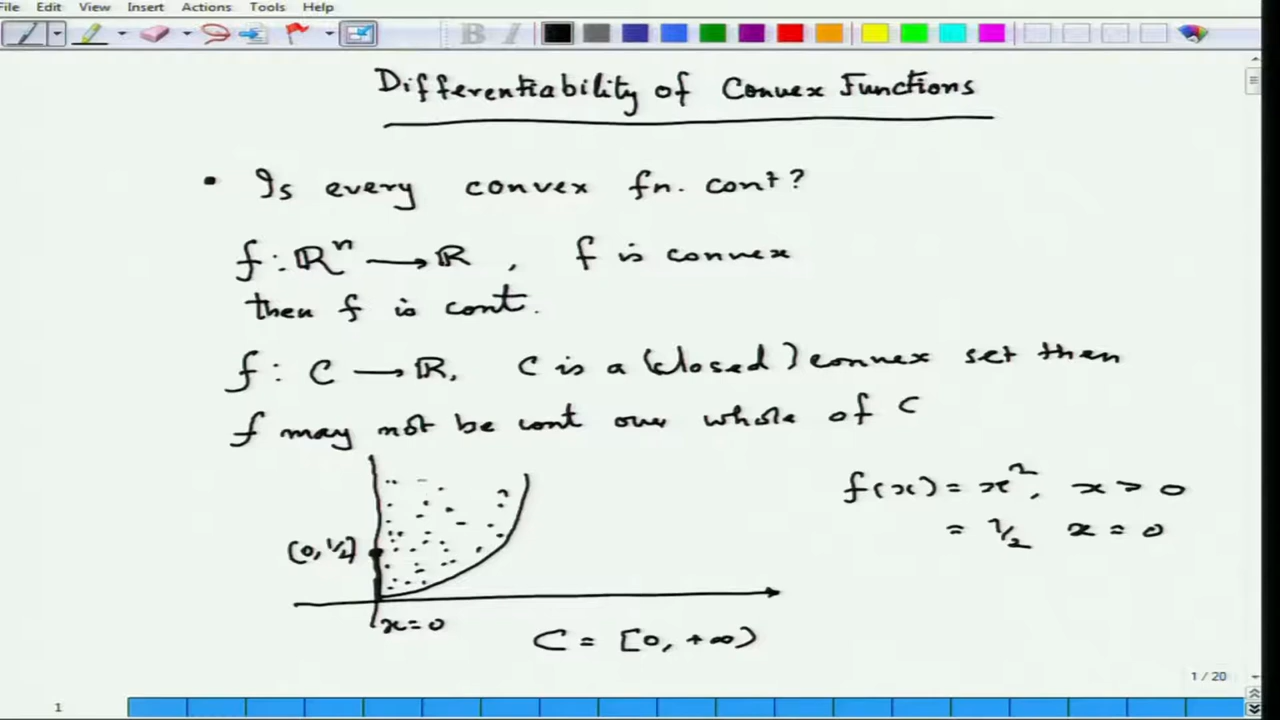 File Edit View Insert Actions Tools Help
B I
Differentiability of Convex Functions
• Is every convex fn. cont?
f : ℝⁿ → ℝ , f is convex
then f is cont.
f : C → ℝ, C is a (closed) convex set then
f may not be cont over whole of C
f(x) = x², x > 0
= 1/2 x = 0
(0, 1/2)
x = 0
C = [0, +∞)
1 / 20
1